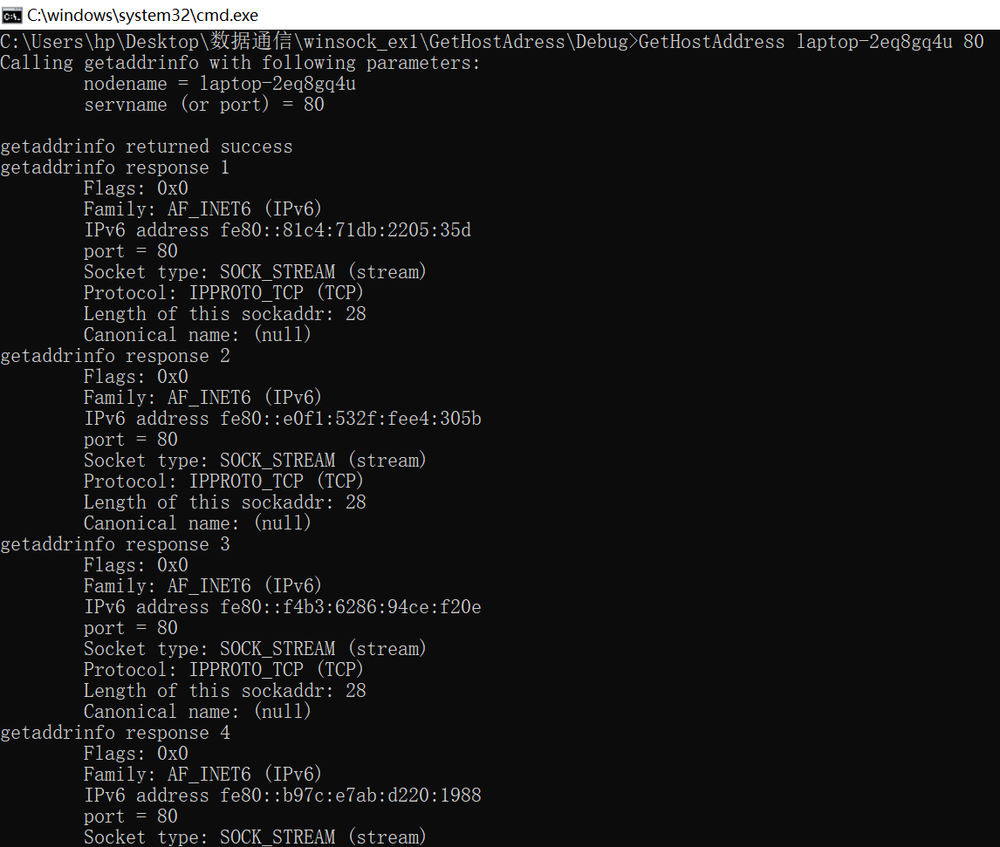 C:\windows\system32\cmd.exe
C:\Users\hp\Desktop\数据通信\winsock_ex1\GetHostAdress\Debug>GetHostAddress laptop-2eq8gq4u 80
Calling getaddrinfo with following parameters:
nodename = laptop-2eq8gq4u
servname (or port) = 80
getaddrinfo returned success
getaddrinfo response 1
Flags: 0x0
Family: AF_INET6 (IPv6)
IPv6 address fe80::81c4:71db:2205:35d
port = 80
Socket type: SOCK_STREAM (stream)
Protocol: IPPROTO_TCP (TCP)
Length of this sockaddr: 28
Canonical name: (null)
getaddrinfo response 2
Flags: 0x0
Family: AF_INET6 (IPv6)
IPv6 address fe80::e0f1:532f:fee4:305b
port = 80
Socket type: SOCK_STREAM (stream)
Protocol: IPPROTO_TCP (TCP)
Length of this sockaddr: 28
Canonical name: (null)
getaddrinfo response 3
Flags: 0x0
Family: AF_INET6 (IPv6)
IPv6 address fe80::f4b3:6286:94ce:f20e
port = 80
Socket type: SOCK_STREAM (stream)
Protocol: IPPROTO_TCP (TCP)
Length of this sockaddr: 28
Canonical name: (null)
getaddrinfo response 4
Flags: 0x0
Family: AF_INET6 (IPv6)
IPv6 address fe80::b97c:e7ab:d220:1988
port = 80
Socket type: SOCK_STREAM (stream)